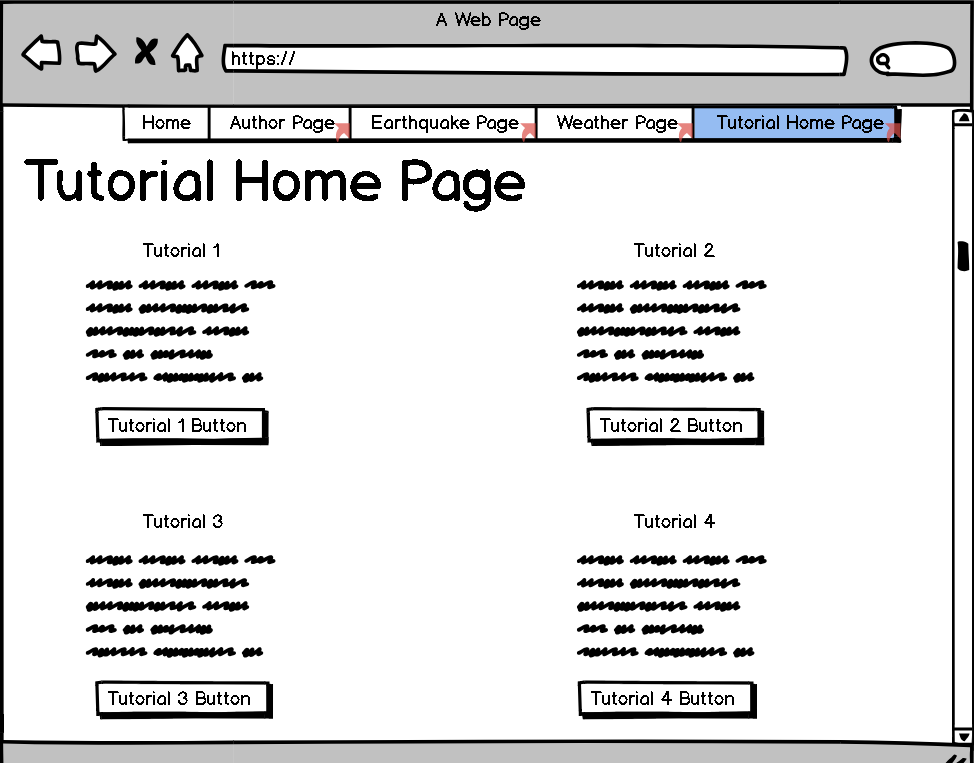 A Web Page
https://
Home Author Page Earthquake Page Weather Page Tutorial Home Page
Tutorial Home Page
Tutorial 1
Tutorial 2
Tutorial 1 Button
Tutorial 2 Button
Tutorial 3
Tutorial 4
Tutorial 3 Button
Tutorial 4 Button